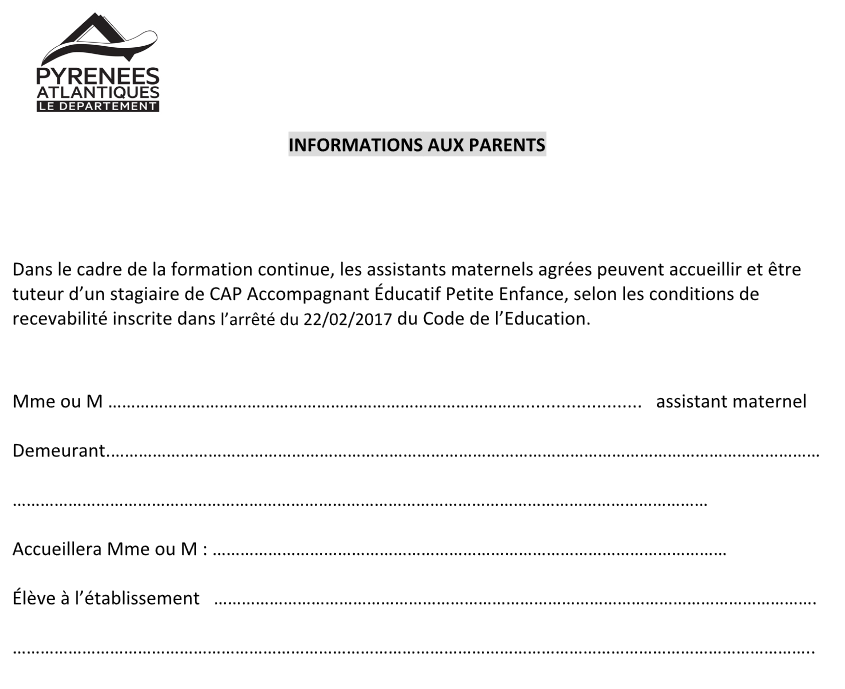 PYRENEES
ATLANTIQUES
LE DEPARTEMENT
INFORMATIONS AUX PARENTS
Dans le cadre de la formation continue, les assistants maternels agrées peuvent accueillir et être
tuteur d’un stagiaire de CAP Accompagnant Éducatif Petite Enfance, selon les conditions de
recevabilité inscrite dans l’arrêté du 22/02/2017 du Code de l’Education.
Mme ou M ……………………………………………………………………........................ assistant maternel
Demeurant………………………………………………………………………………………………………………
……………………………………………………………………………………………………………………
Accueillera Mme ou M : ……………………………………………………………………………………
Élève à l’établissement ………………………………………………………………………………………….
……………………………………………………………………………………………………………………………..